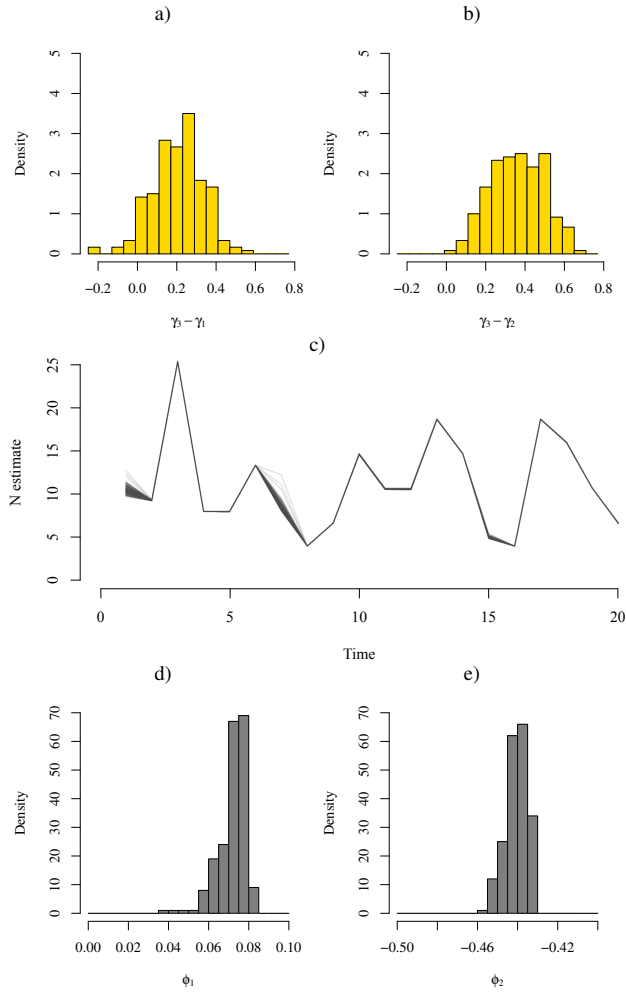 a)
b)
Density
0 1 2 3 4 5
−0.2 0.0 0.2 0.4 0.6 0.8
γ3 − γ1
Density
0 1 2 3 4 5
−0.2 0.0 0.2 0.4 0.6 0.8
γ3 − γ2
c)
N estimate
0 5 10 15 20 25
0 5 10 15 20
Time
d)
e)
Density
0 10 20 30 40 50 60 70
0.00 0.02 0.04 0.06 0.08 0.10
ϕ1
Density
0 10 20 30 40 50 60 70
−0.50 −0.46 −0.42
ϕ2